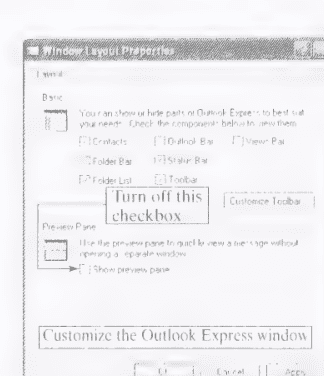 Window Layout Properties
Layout
Basic
You can show or hide parts of Outlook Express to best suit
your needs. Check the components below to view them.
Contacts Outlook Bar Views Bar
Folder Bar Status Bar
Folder List Toolbar
Turn off this
checkbox
Customize Toolbar
Preview Pane
Use the preview pane to quickly view a message without
opening a separate window.
Show preview pane
Customize the Outlook Express window
Cancel Apply